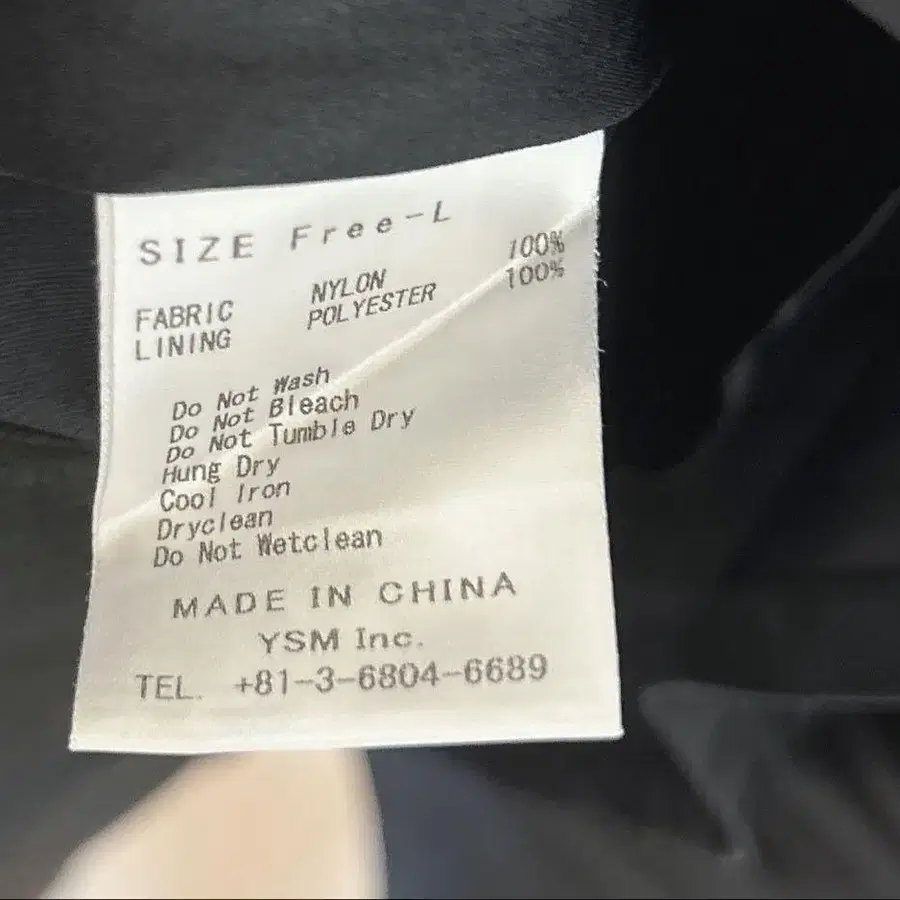 SIZE Free-L
FABRIC NYLON 100%
LINING POLYESTER 100%
Do Not Wash
Do Not Bleach
Do Not Tumble Dry
Hung Dry
Cool Iron
Dryclean
Do Not Wetclean
MADE IN CHINA
YSM Inc.
TEL. +81-3-6804-6689